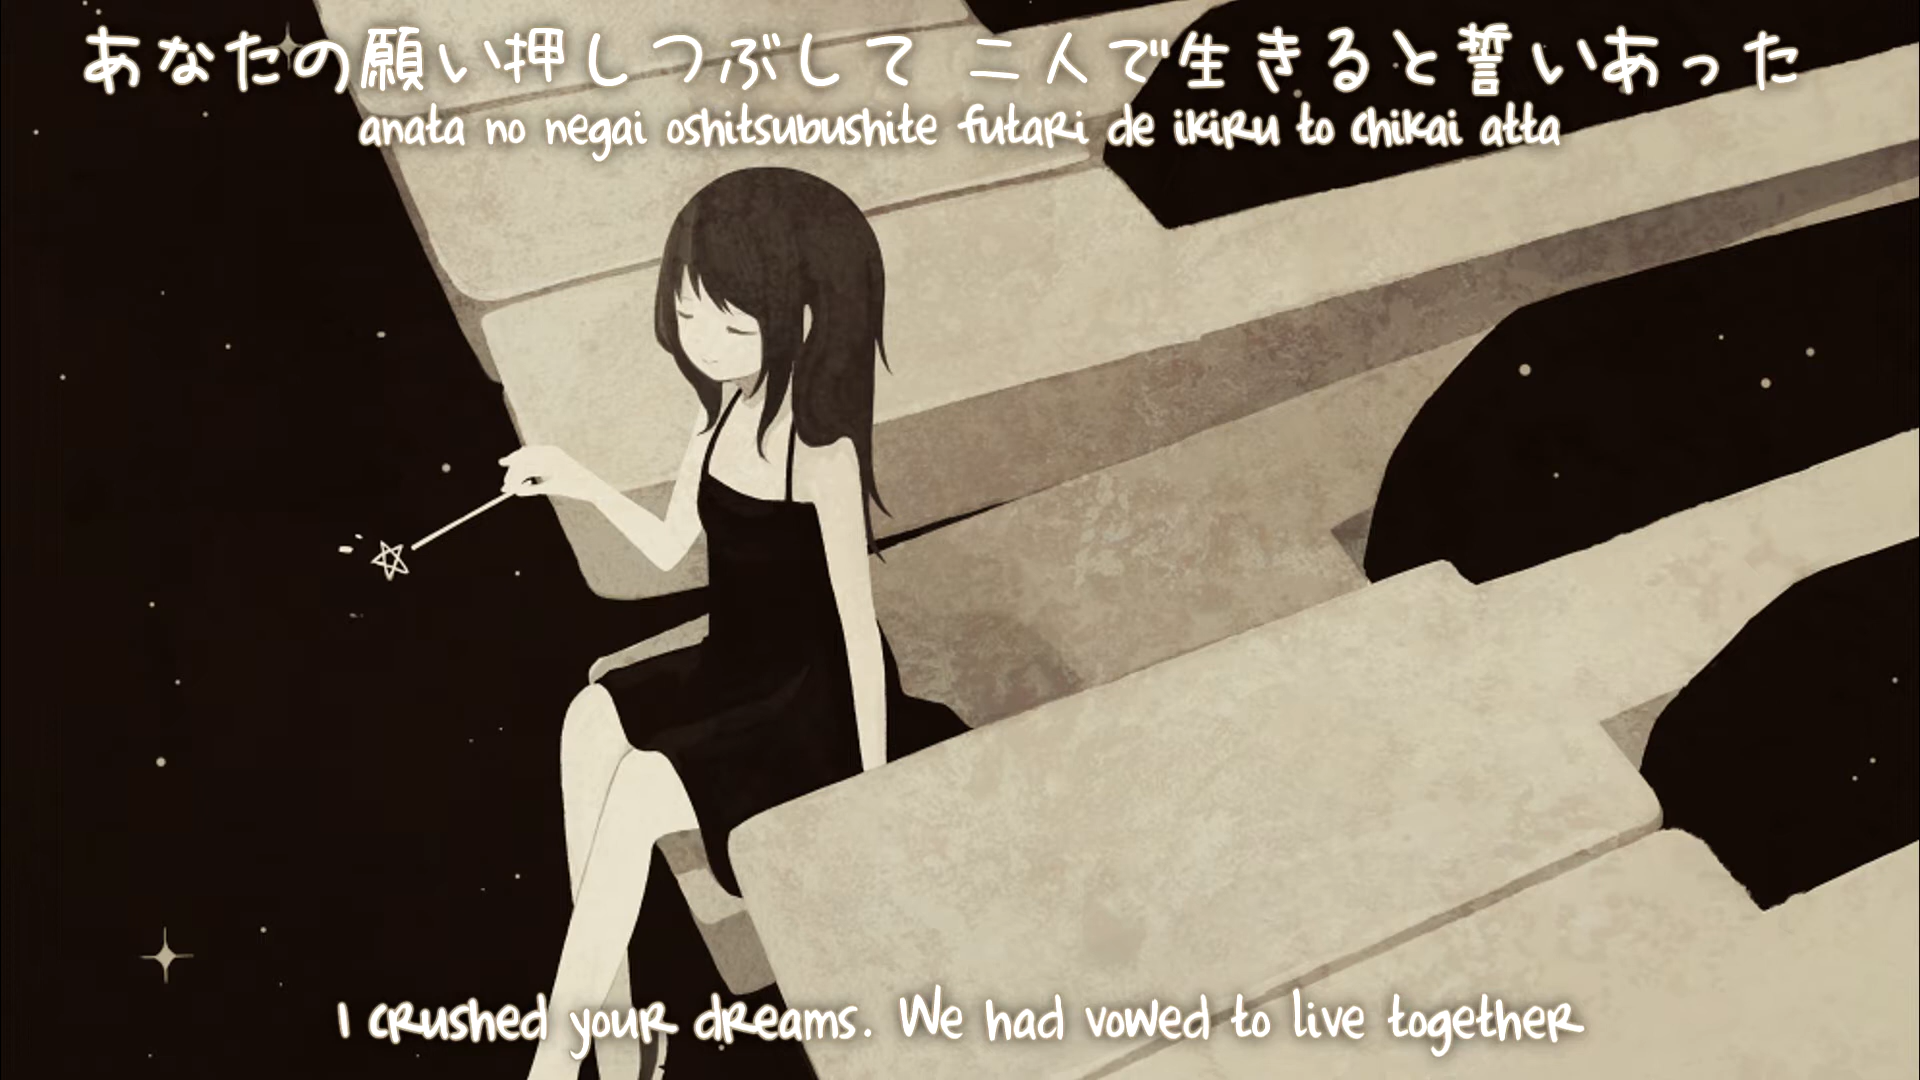 あなたの願い押しつぶして 二人で生きると誓いあった
anata no negai oshitsubushite futari de ikiru to chikai atta
I crushed your dreams. We had vowed to live together